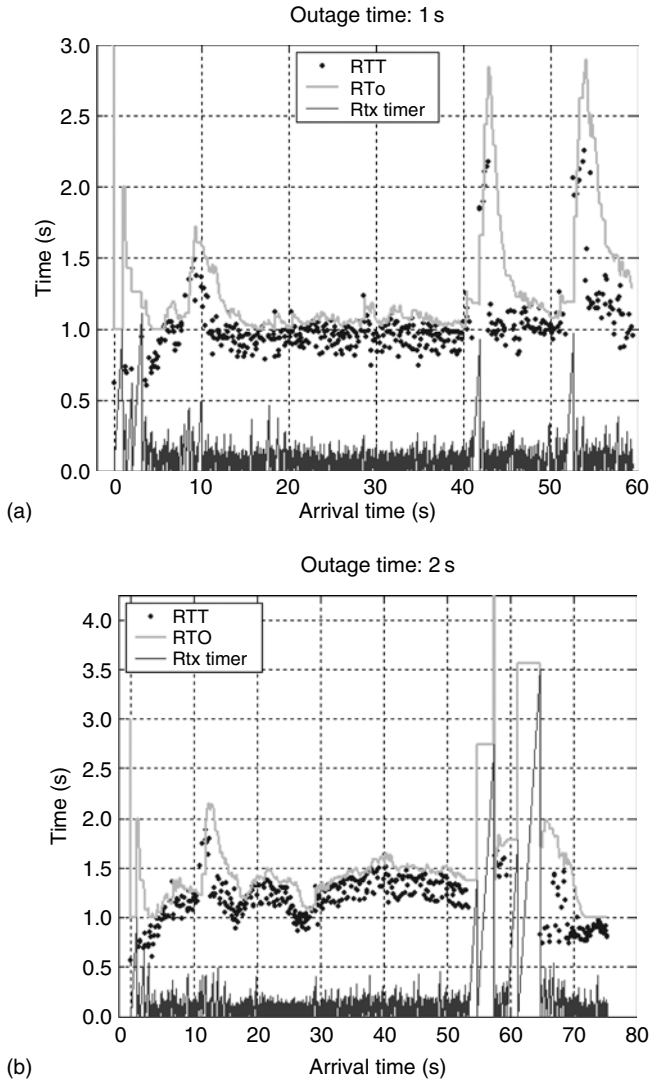 Outage time: 1 s
3.0
2.5
2.0
1.5
1.0
0.5
0.0
Time (s)
RTT
RTo
Rtx timer
0 10 20 30 40 50 60
(a)
Arrival time (s)
Outage time: 2 s
4.0
3.5
3.0
2.5
2.0
1.5
1.0
0.5
0.0
Time (s)
RTT
RTO
Rtx timer
0 10 20 30 40 50 60 70 80
(b)
Arrival time (s)